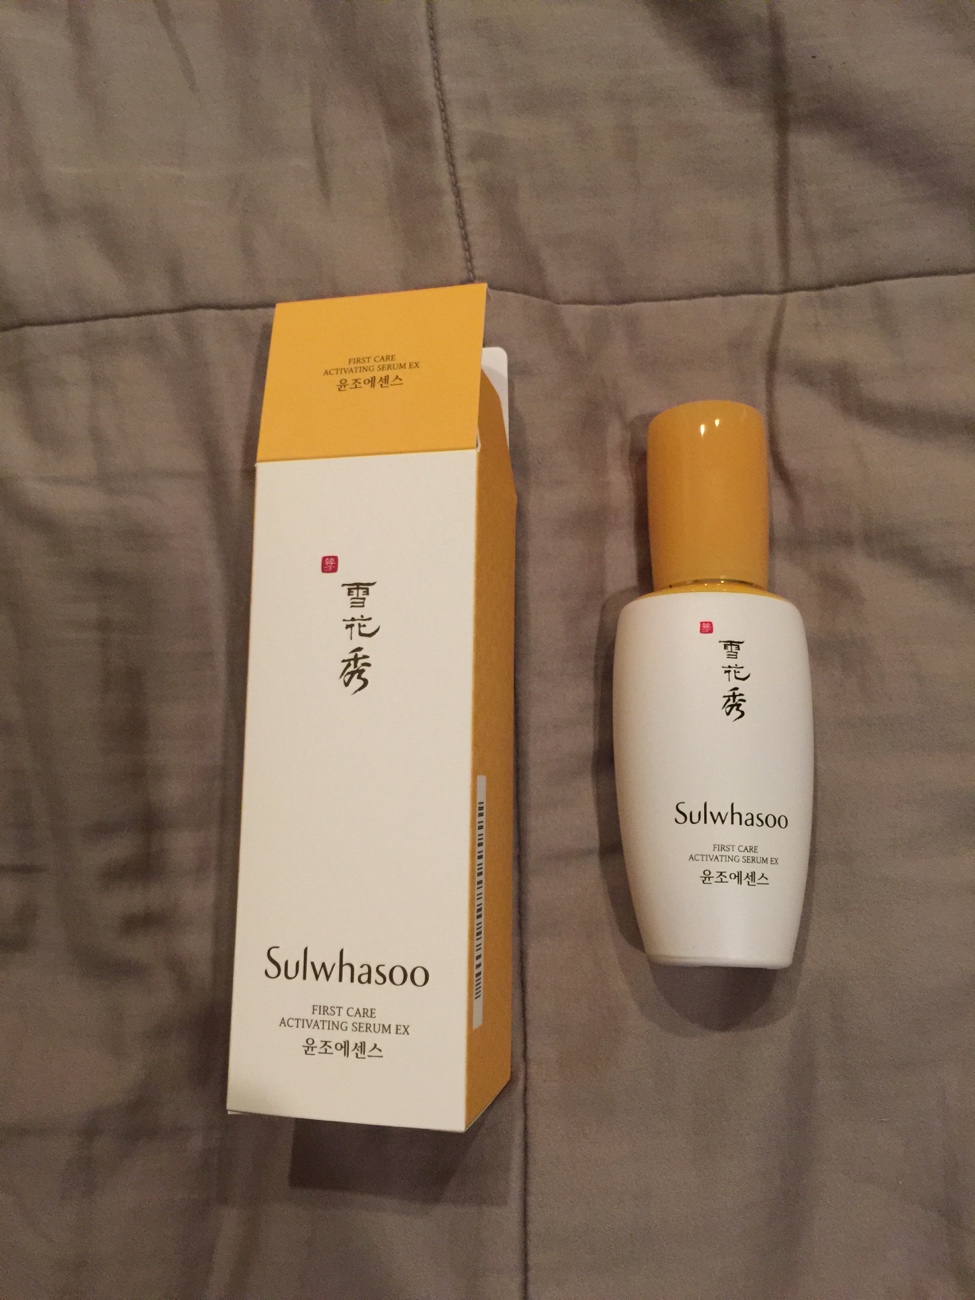 FIRST CARE
ACTIVATING SERUM EX
윤조에센스
雪
花
秀
Sulwhasoo
FIRST CARE
ACTIVATING SERUM EX
윤조에센스
雪
花
秀
Sulwhasoo
FIRST CARE
ACTIVATING SERUM EX
윤조에센스